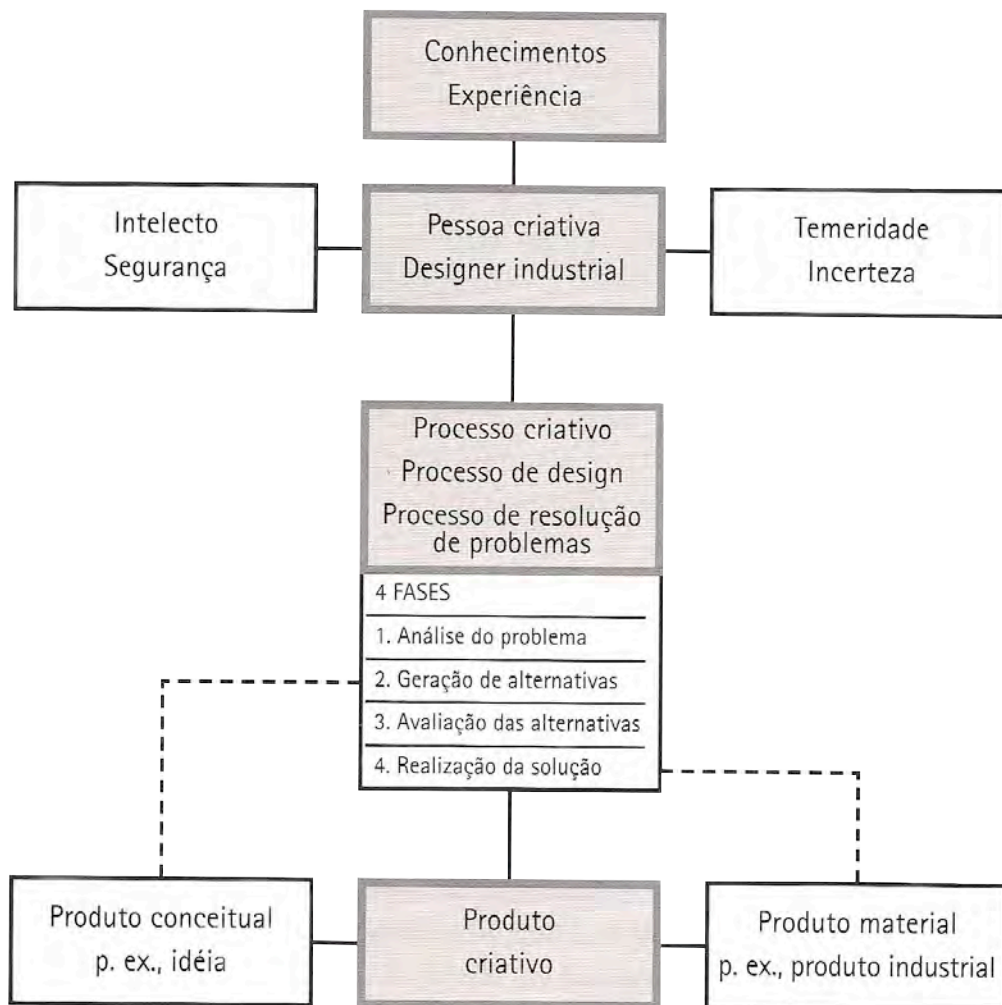 Conhecimentos
Experiência
Intelecto
Segurança
Pessoa criativa
Designer industrial
Temeridade
Incerteza
Processo criativo
Processo de design
Processo de resolução
de problemas
4 FASES
1. Análise do problema
2. Geração de alternativas
3. Avaliação das alternativas
4. Realização da solução
Produto conceitual
p. ex., idéia
Produto
criativo
Produto material
p. ex., produto industrial